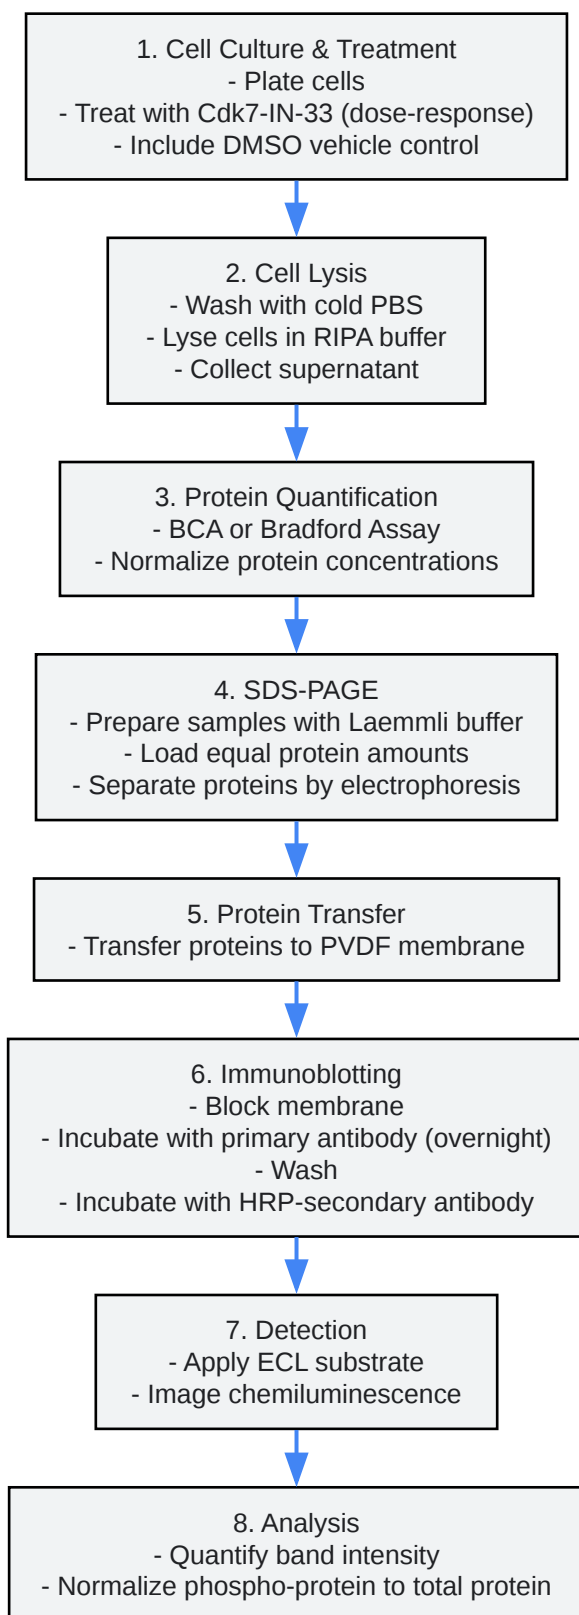 1. Cell Culture & Treatment
- Plate cells
- Treat with Cdk7-IN-33 (dose-response)
- Include DMSO vehicle control
2. Cell Lysis
- Wash with cold PBS
- Lyse cells in RIPA buffer
- Collect supernatant
3. Protein Quantification
- BCA or Bradford Assay
- Normalize protein concentrations
4. SDS-PAGE
- Prepare samples with Laemmli buffer
- Load equal protein amounts
- Separate proteins by electrophoresis
5. Protein Transfer
- Transfer proteins to PVDF membrane
6. Immunoblotting
- Block membrane
- Incubate with primary antibody (overnight)
- Wash
- Incubate with HRP-secondary antibody
7. Detection
- Apply ECL substrate
- Image chemiluminescence
8. Analysis
- Quantify band intensity
- Normalize phospho-protein to total protein